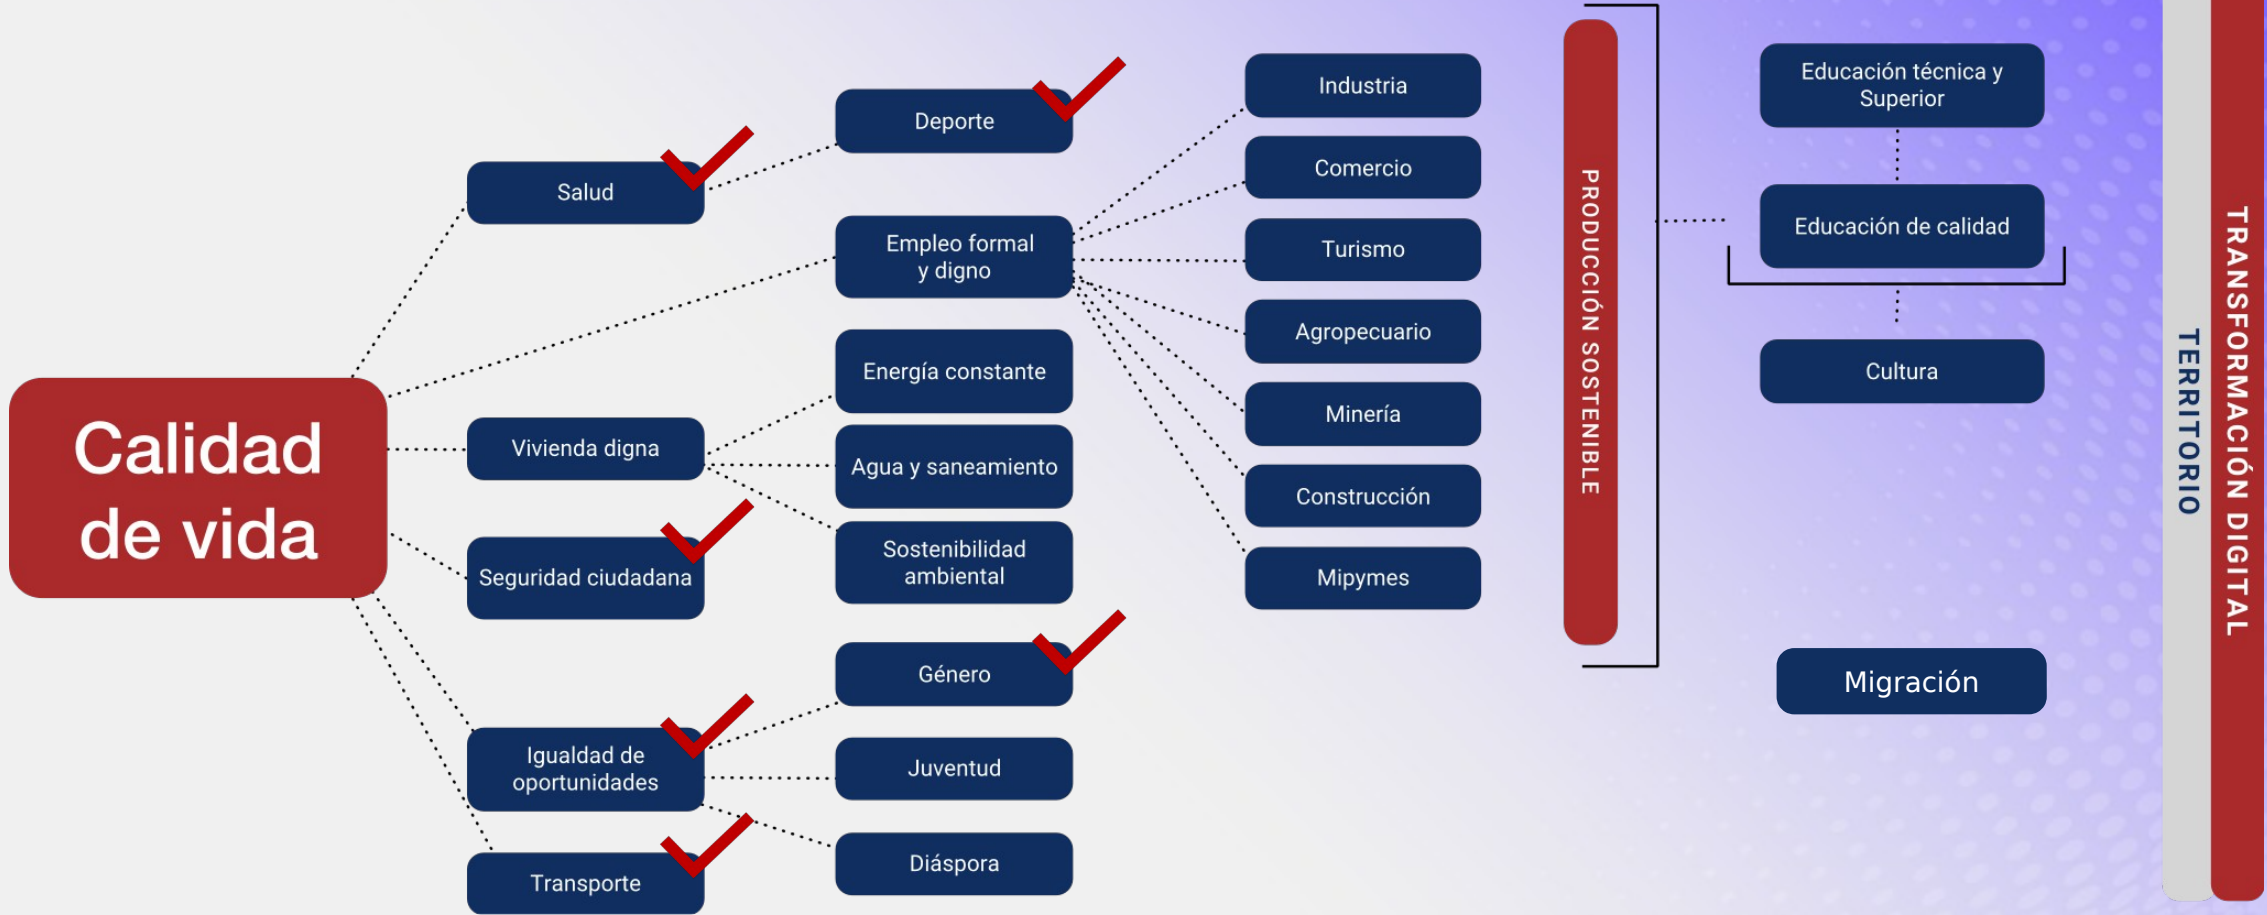 Calidad
de vida
Salud
Vivienda digna
Seguridad ciudadana
Igualdad de
oportunidades
Transporte
Deporte
Empleo formal
y digno
Energía constante
Agua y saneamiento
Sostenibilidad
ambiental
Género
Juventud
Diáspora
Industria
Comercio
Turismo
Agropecuario
Minería
Construcción
Mipymes
PRODUCCIÓN SOSTENIBLE
Educación técnica y
Superior
Educación de calidad
Cultura
Migración
TERRITORIO
TRANSFORMACIÓN DIGITAL